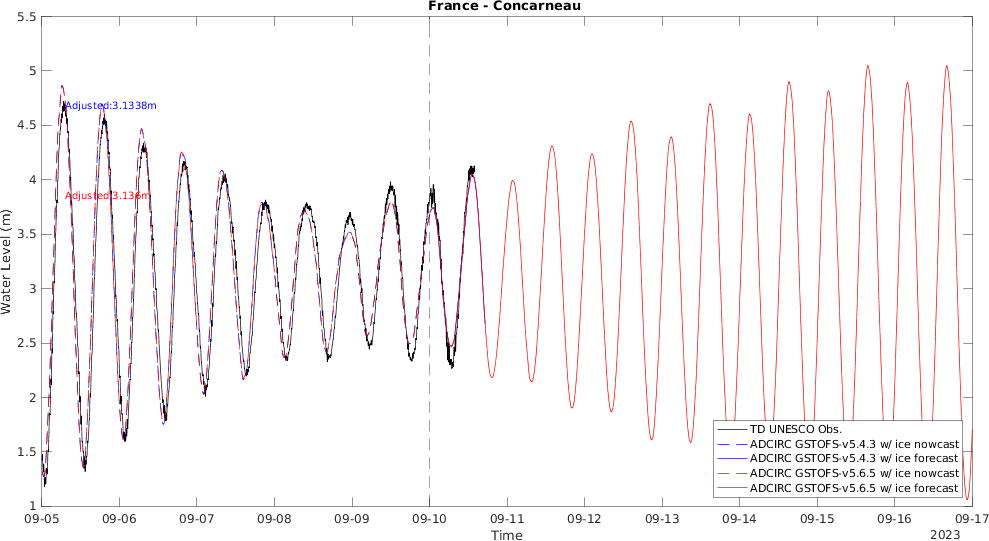 France - Concarneau
5.5
5
4.5
4
3.5
3
2.5
2
1.5
1
Water Level (m)
Adjusted:3.1338m
Adjusted:3.136m
TD UNESCO Obs.
ADCIRC GSTOFS-v5.4.3 w/ ice nowcast
ADCIRC GSTOFS-v5.4.3 w/ ice forecast
ADCIRC GSTOFS-v5.6.5 w/ ice nowcast
ADCIRC GSTOFS-v5.6.5 w/ ice forecast
09-05 09-06 09-07 09-08 09-09 09-10 09-11 09-12 09-13 09-14 09-15 09-16 09-17
Time
2023